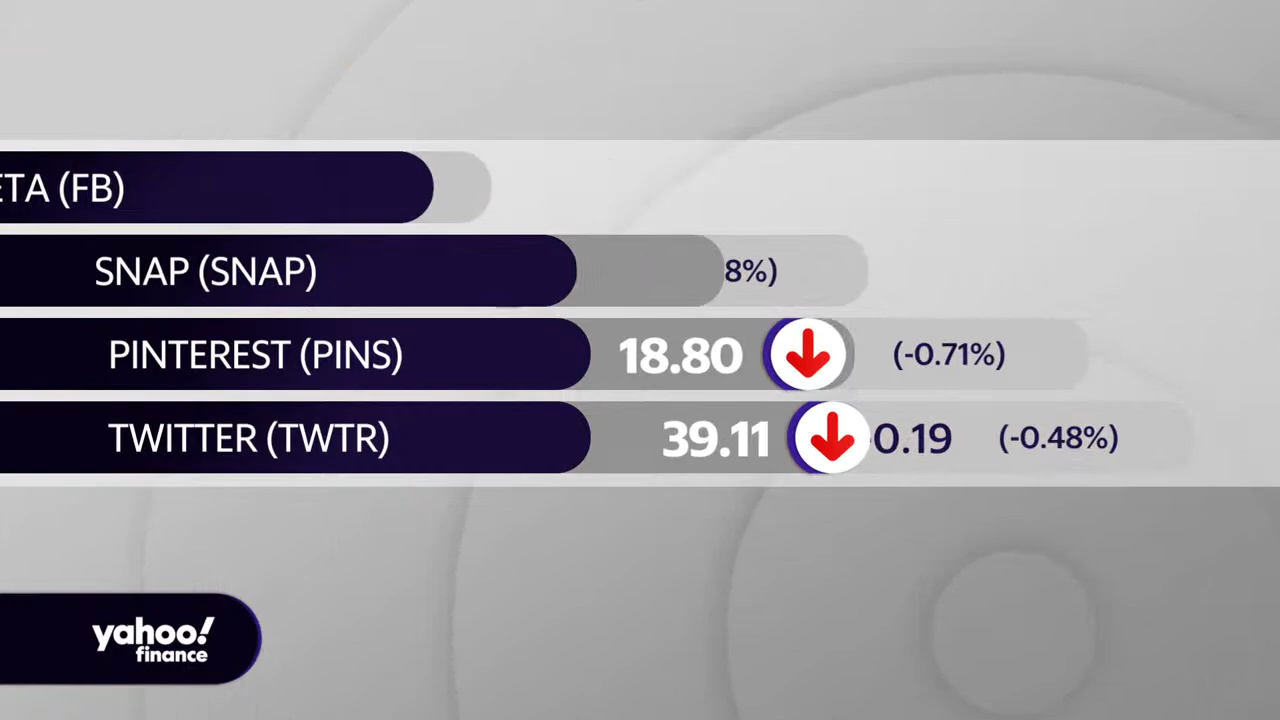 ETA (FB)
SNAP (SNAP) 8%)
PINTEREST (PINS) 18.80 (-0.71%)
TWITTER (TWTR) 39.11 0.19 (-0.48%)
yahoo!
finance